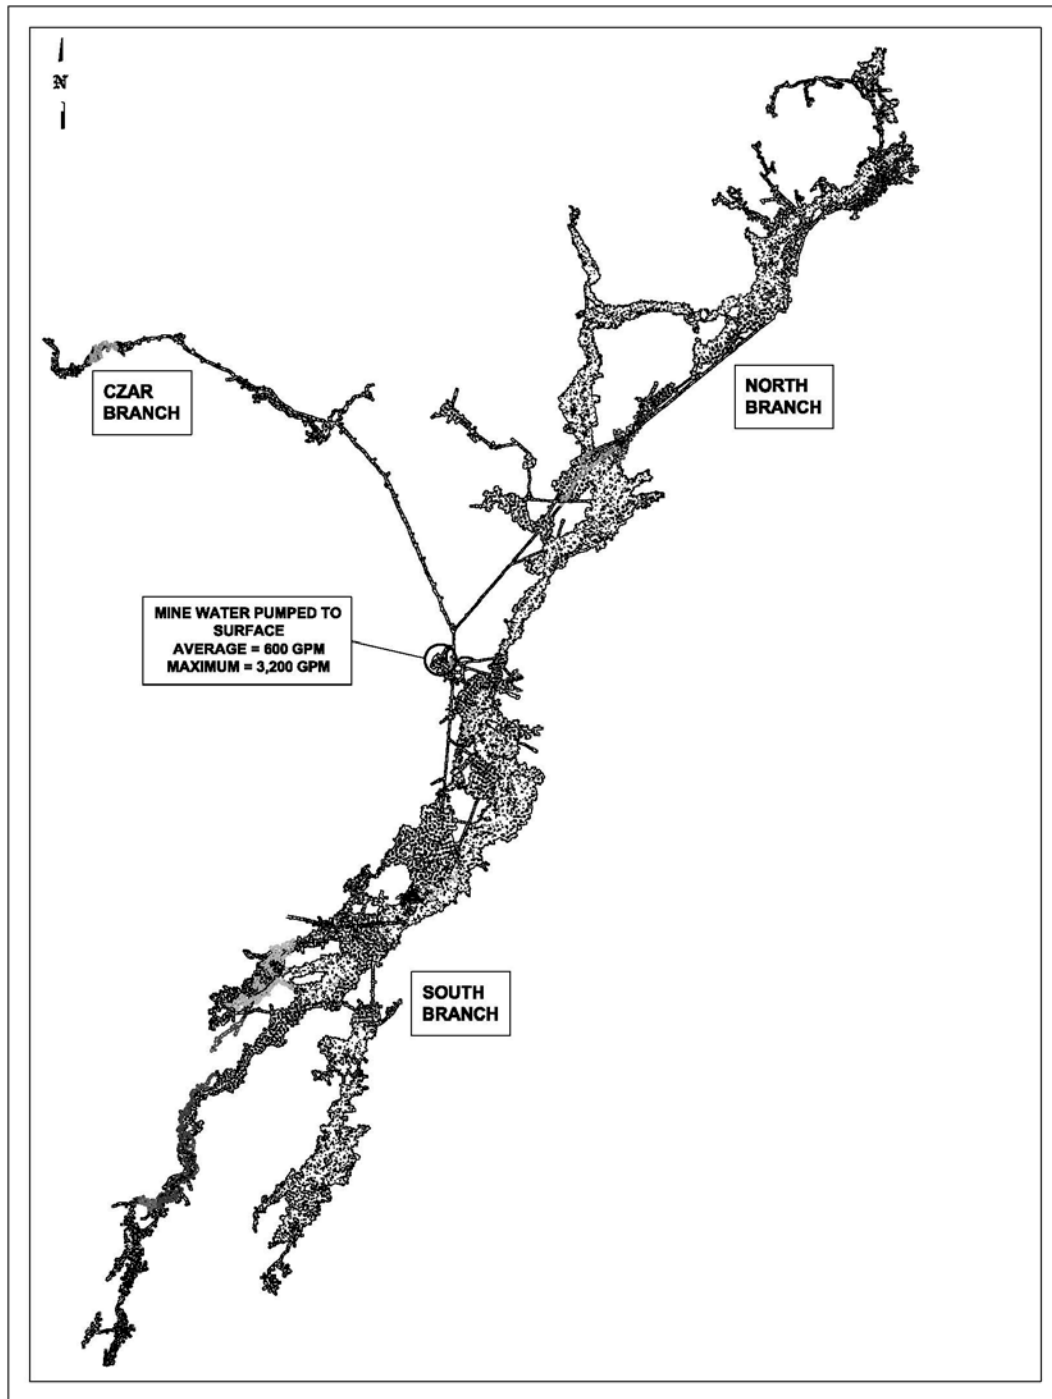 N
CZAR
BRANCH
NORTH
BRANCH
MINE WATER PUMPED TO
SURFACE
AVERAGE = 600 GPM
MAXIMUM = 3,200 GPM
SOUTH
BRANCH